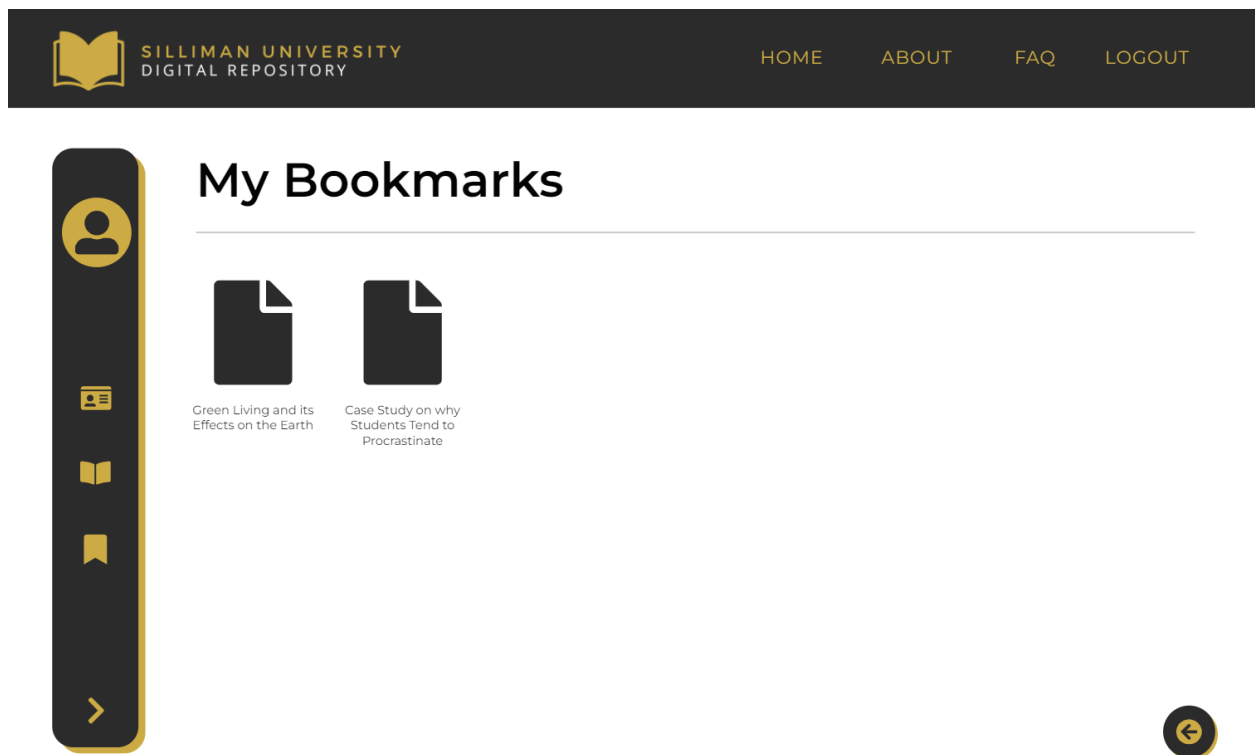 SILLIMAN UNIVERSITY
DIGITAL REPOSITORY
HOME
ABOUT
FAQ
LOGOUT
My Bookmarks
Green Living and its
Effects on the Earth
Case Study on why
Students Tend to
Procrastinate